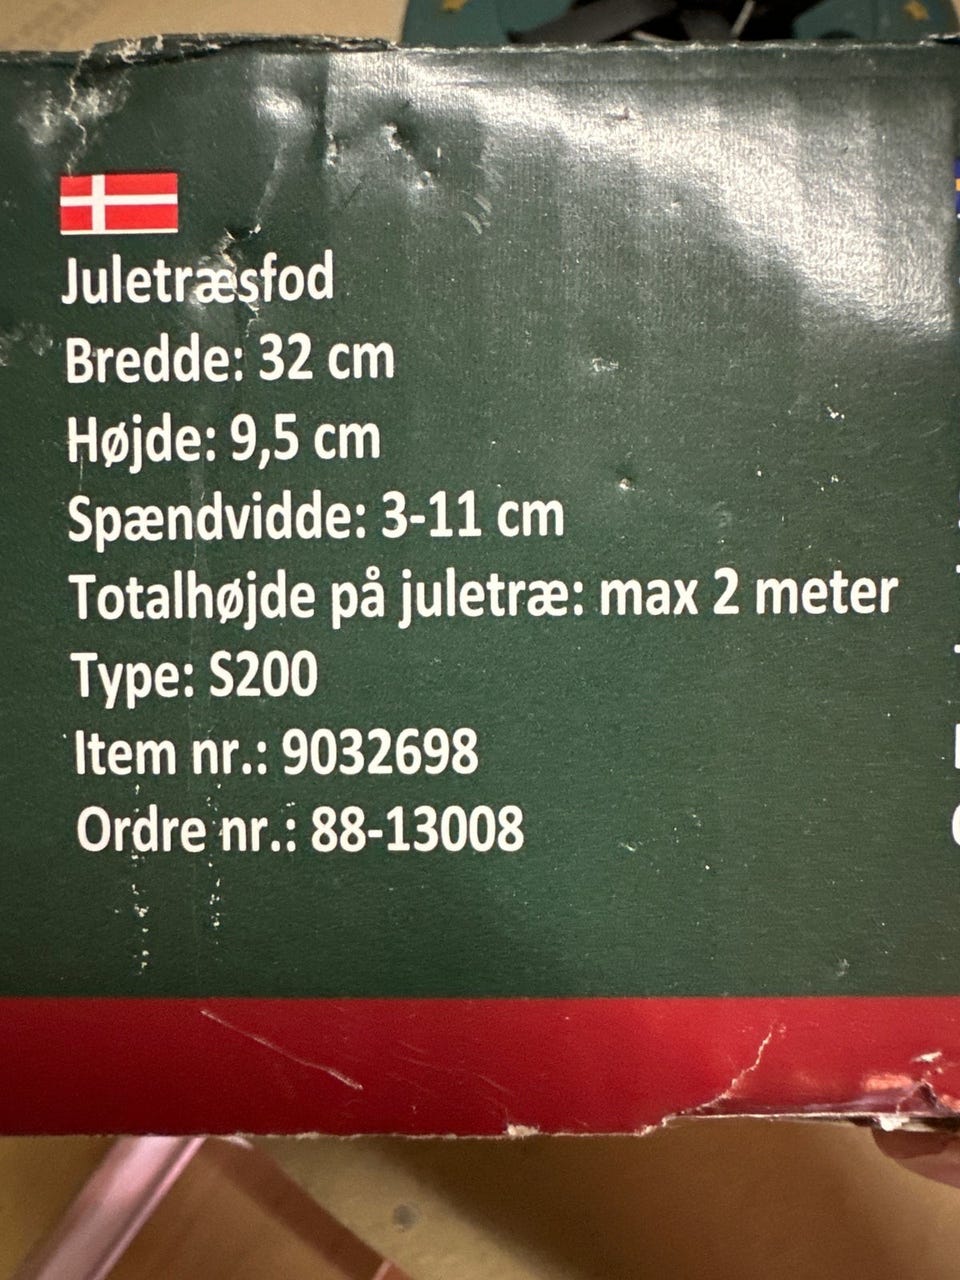 Juletræsfod
Bredde: 32 cm
Højde: 9,5 cm
Spændvidde: 3-11 cm
Totalhøjde på juletræ: max 2 meter
Type: S200
Item nr.: 9032698
Ordre nr.: 88-13008